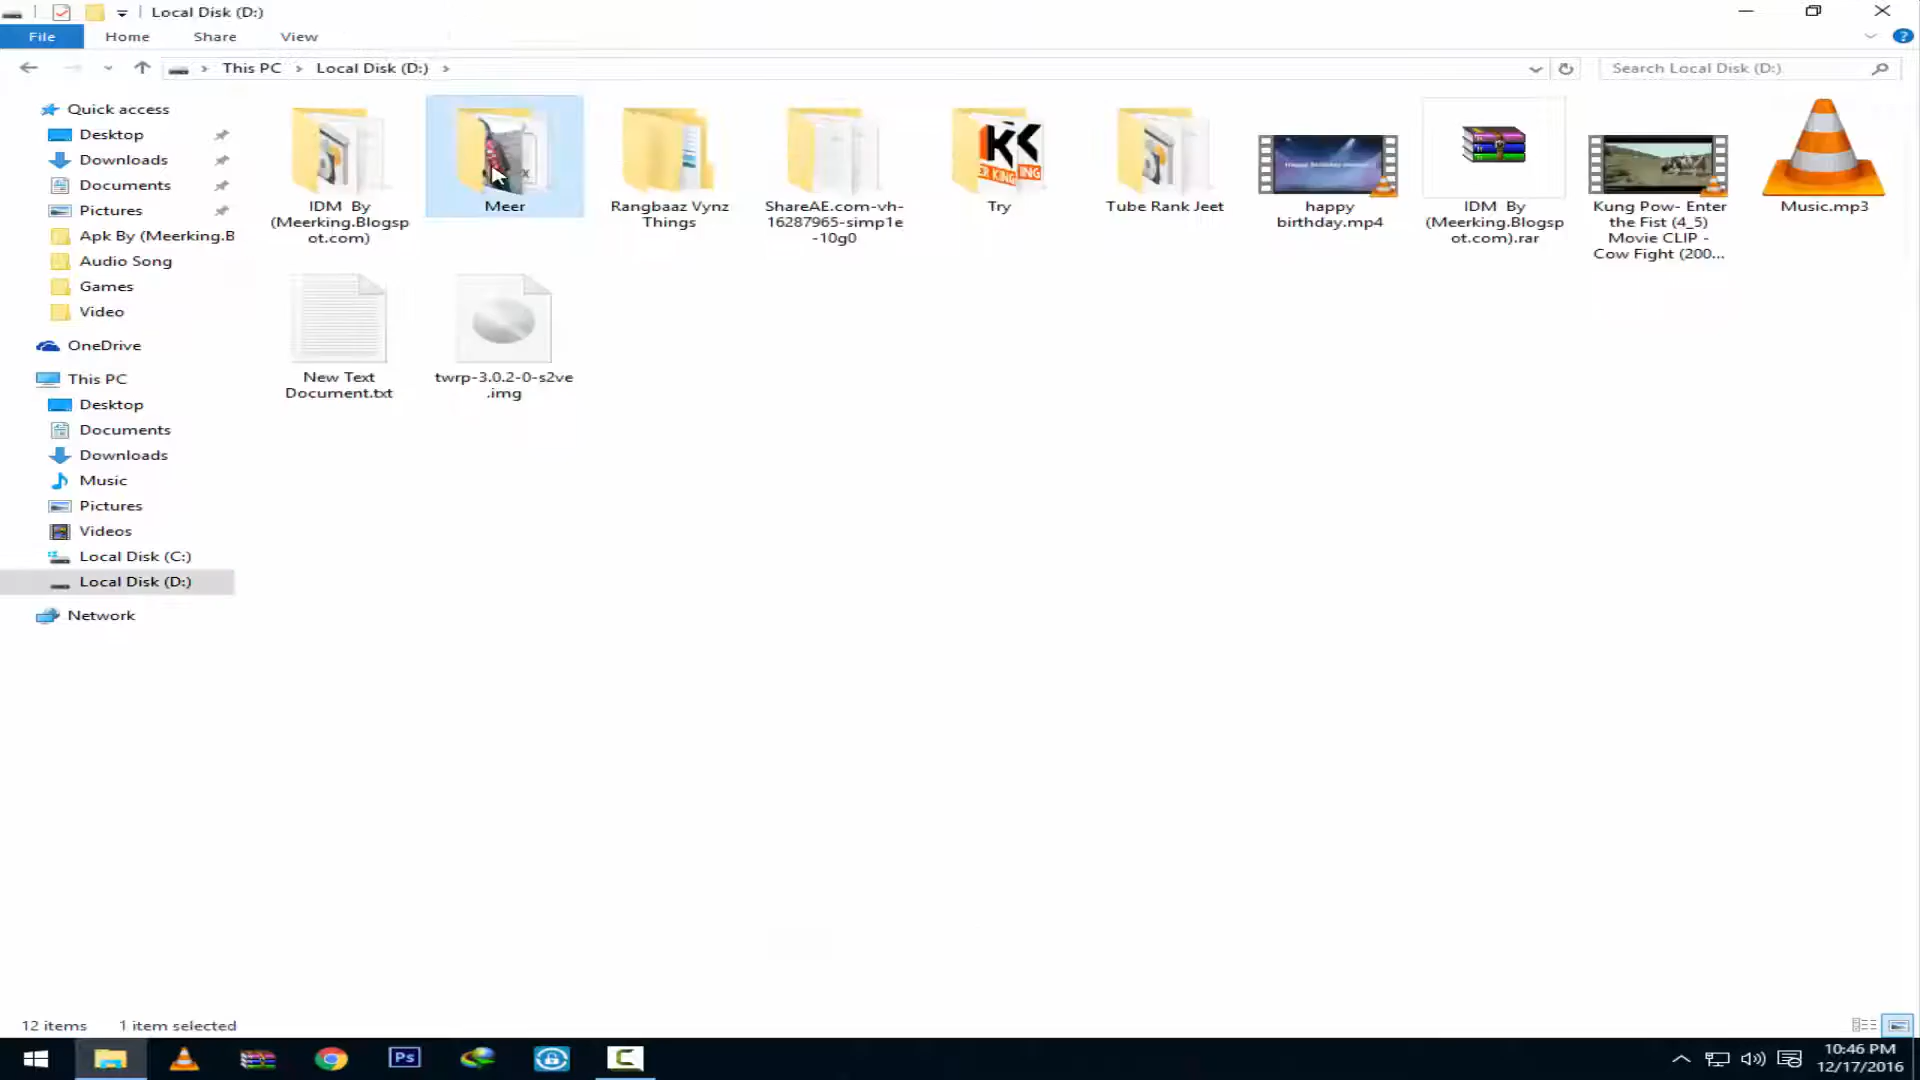 Local Disk (D:)
File
Home
Share
View
This PC
Local Disk (D:)
Search Local Disk (D:)
Quick access
Desktop
Downloads
Documents
Pictures
Apk By (Meerking.B
Audio Song
Games
Video
OneDrive
This PC
Desktop
Documents
Downloads
Music
Pictures
Videos
Local Disk (C:)
Local Disk (D:)
Network
IDM By
(Meerking.Blogsp
ot.com)
Meer
Rangbaaz Vynz
Things
ShareAE.com-vh-
16287965-simp1e
-10g0
Try
Tube Rank Jeet
happy
birthday.mp4
IDM By
(Meerking.Blogsp
ot.com).rar
Kung Pow- Enter
the Fist (4_5)
Movie CLIP -
Cow Fight (200...
Music.mp3
New Text
Document.txt
twrp-3.0.2-0-s2ve
.img
12 items
1 item selected
Ps
10:46 PM
12/17/2016